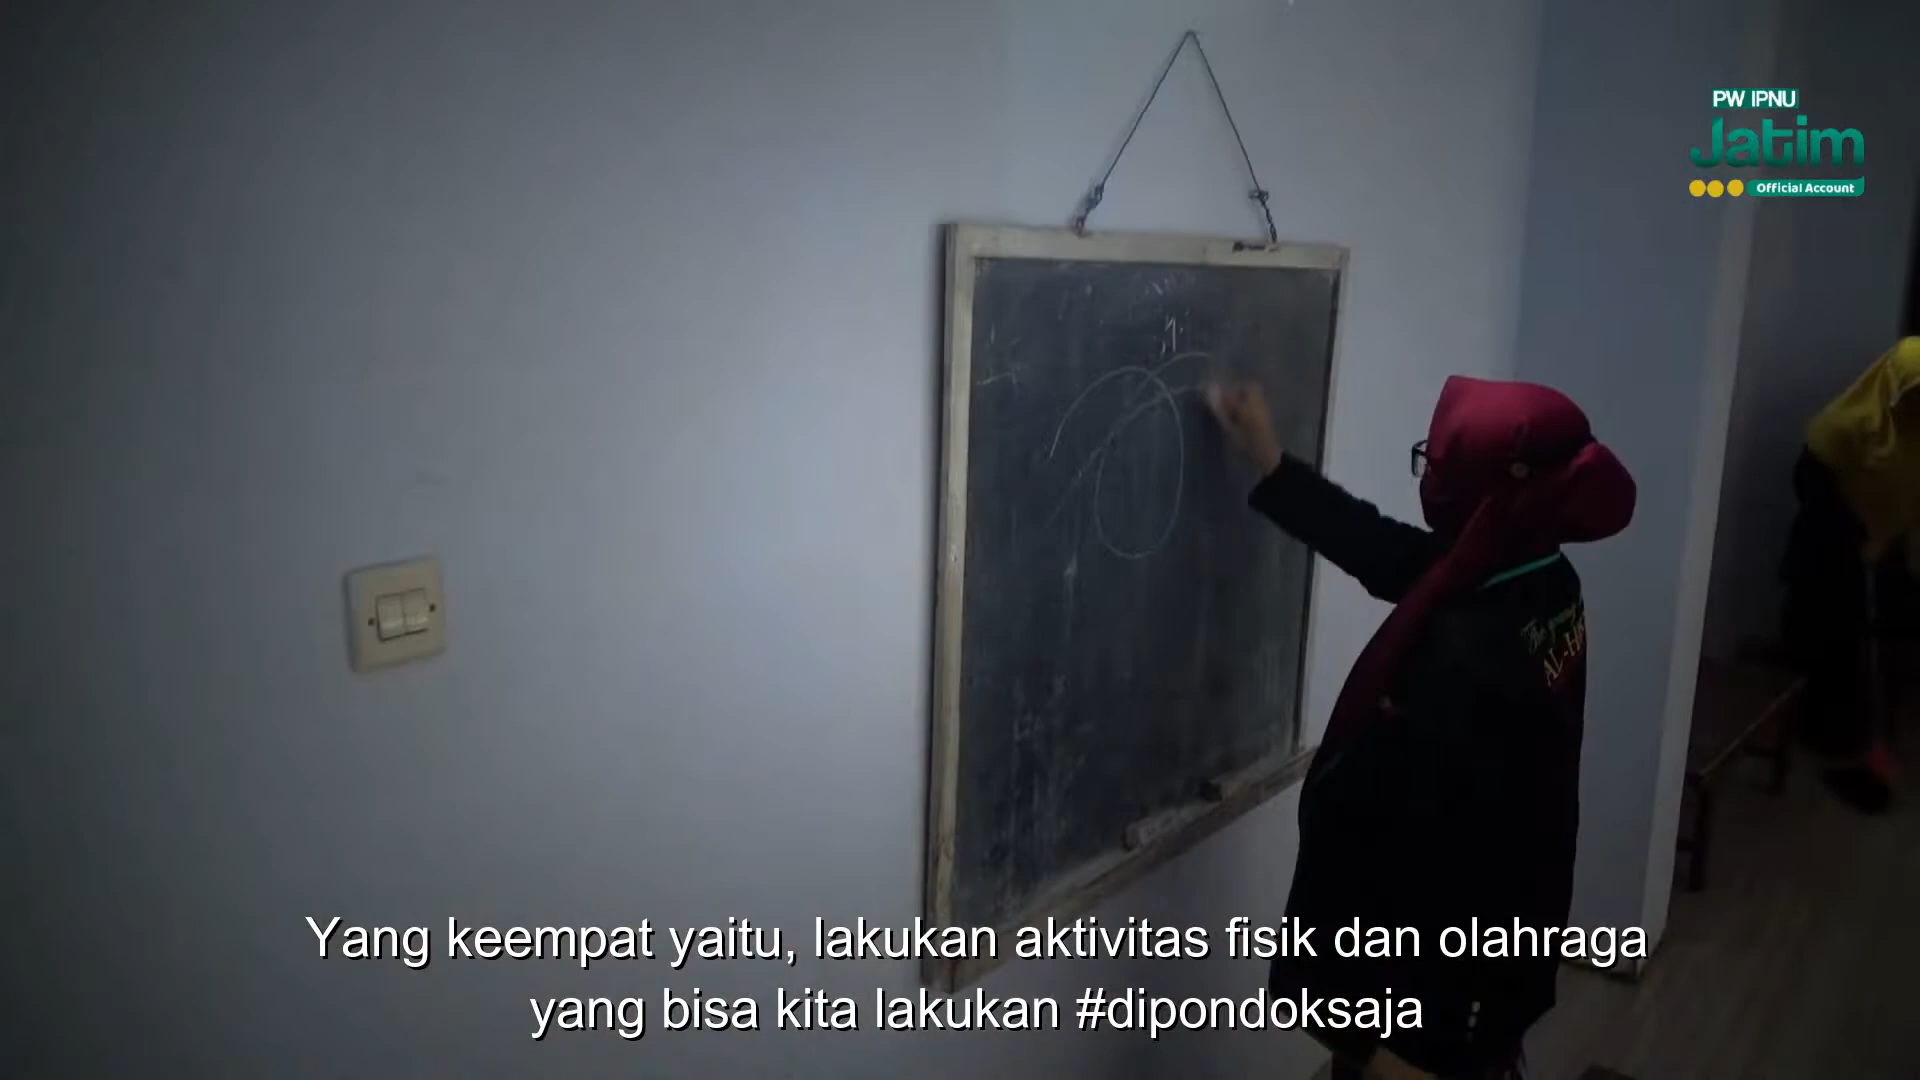 PW IPNU
Jatim
Official Account
Yang keempat yaitu, lakukan aktivitas fisik dan olahraga
yang bisa kita lakukan #dipondoksaja